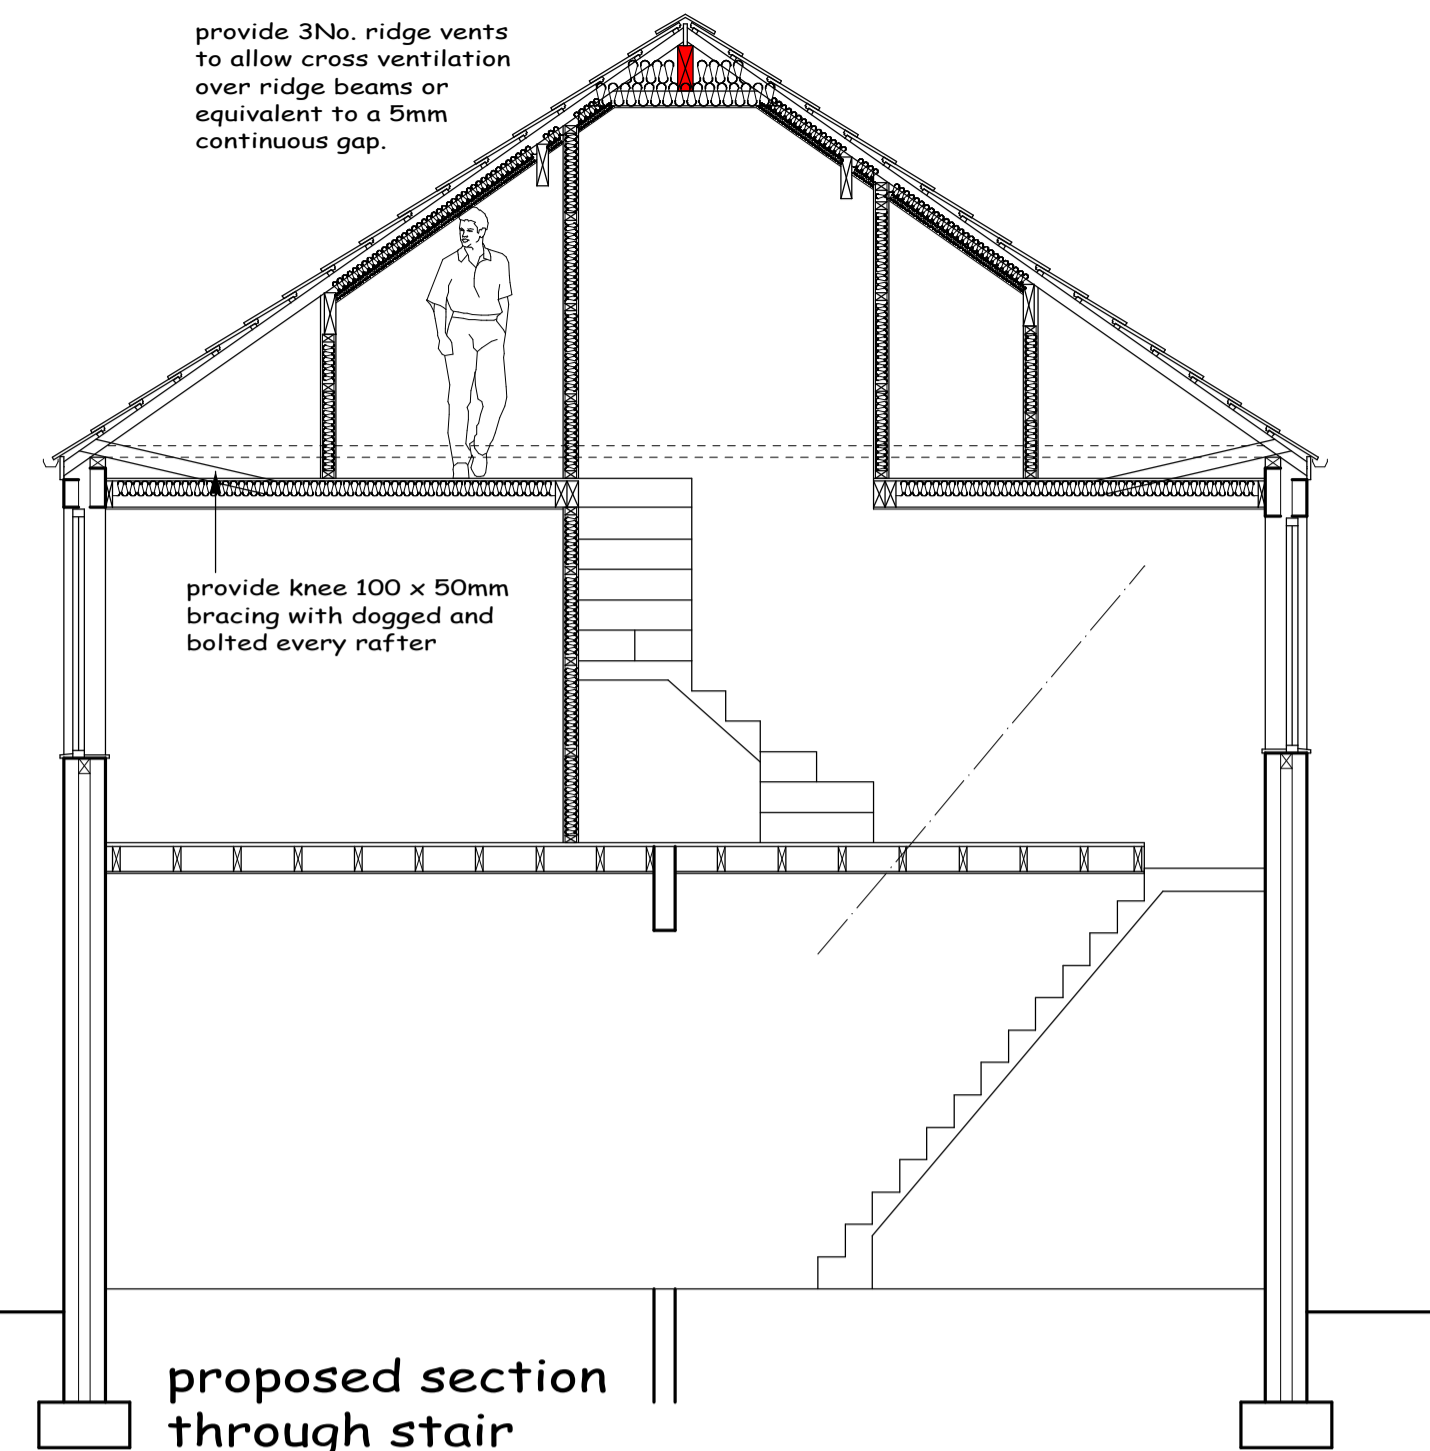 provide 3No. ridge vents
to allow cross ventilation
over ridge beams or
equivalent to a 5mm
continuous gap.
provide knee 100 x 50mm
bracing with dogged and
bolted every rafter
proposed section
through stair